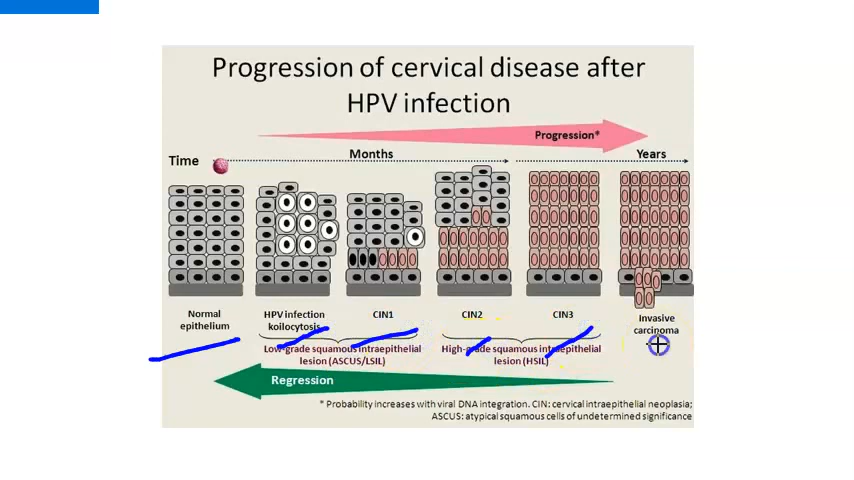 Progression of cervical disease after
HPV infection
Progression*
Time
Months
Years
Normal
epithelium
HPV infection
koilocytosis
CIN1
CIN2
CIN3
Invasive
carcinoma
Low-grade squamous intraepithelial
lesion (ASCUS/LSIL)
High-grade squamous intraepithelial
lesion (HSIL)
Regression
* Probability increases with viral DNA integration. CIN: cervical intraepithelial neoplasia;
ASCUS: atypical squamous cells of undetermined significance